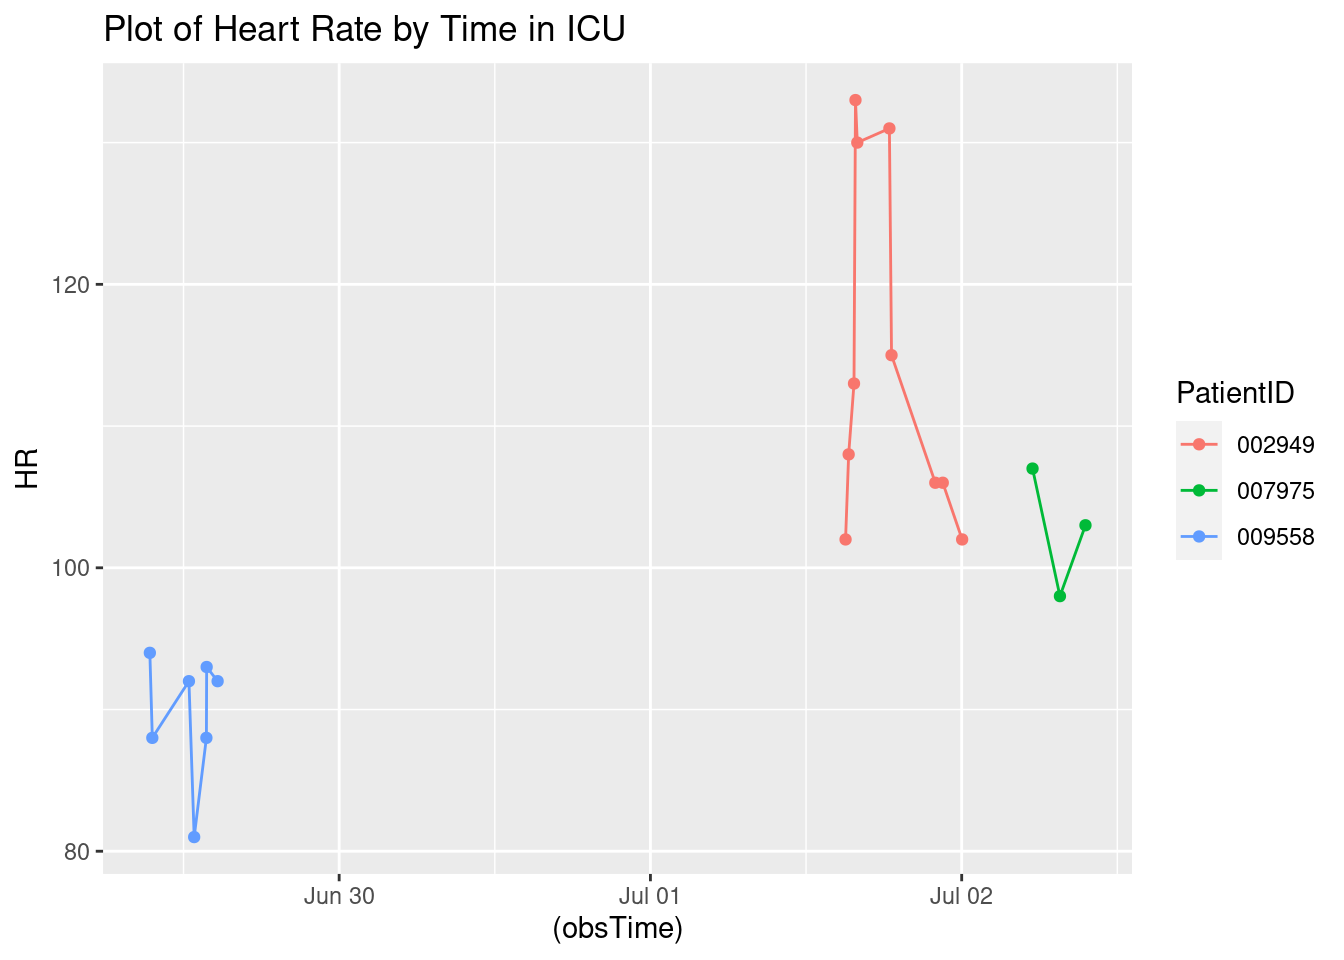 Plot of Heart Rate by Time in ICU
HR
120
100
80
Jun 30
Jul 01
Jul 02
(obsTime)
PatientID
002949
007975
009558